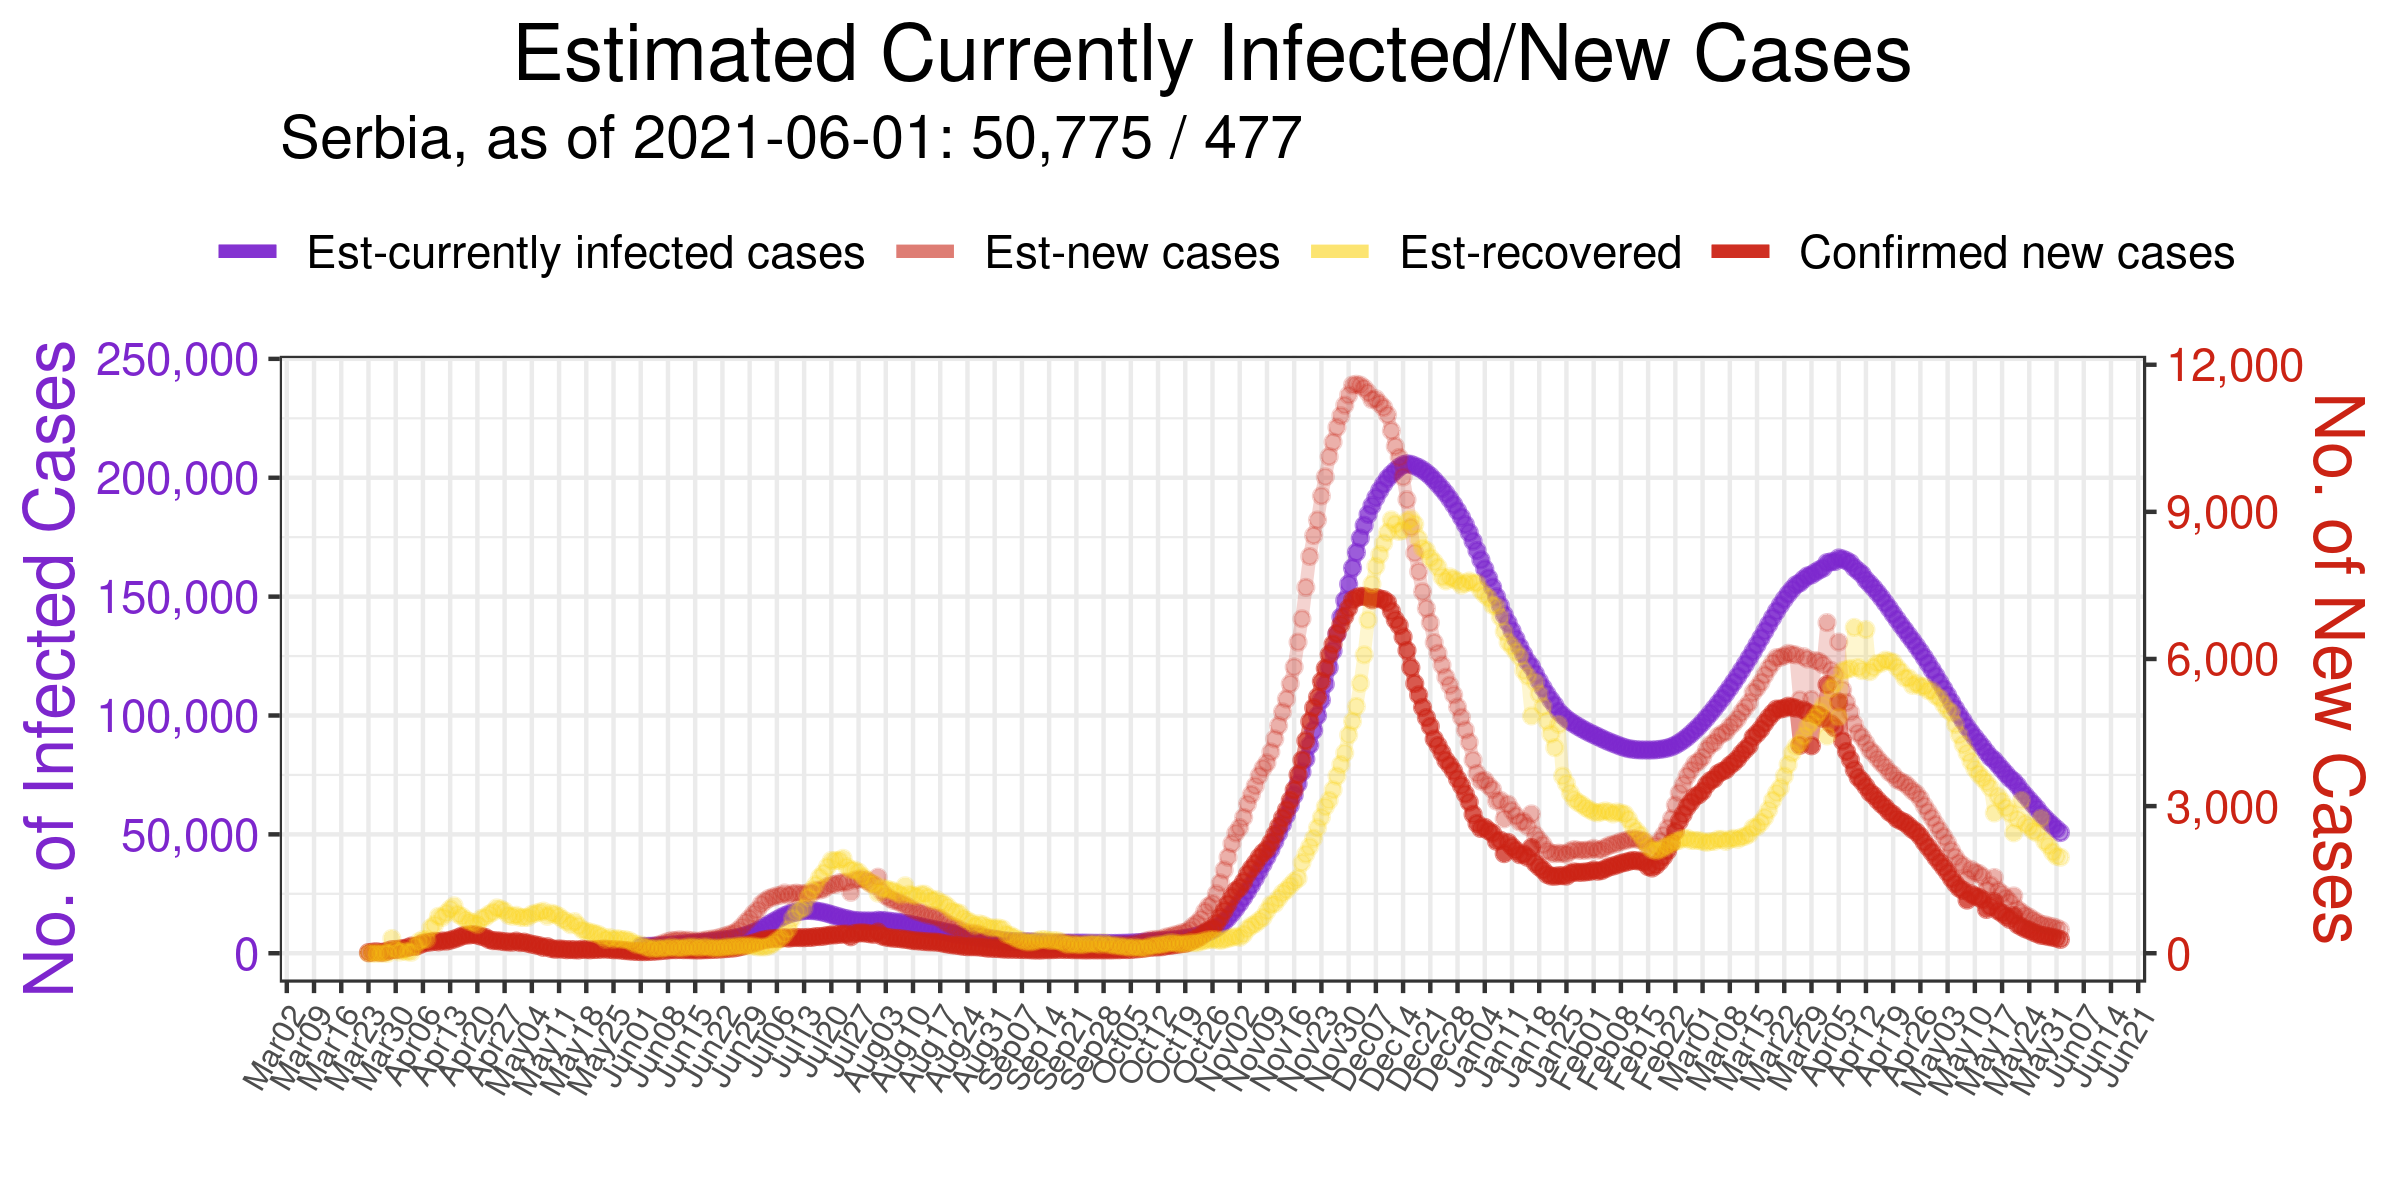 Estimated Currently Infected/New Cases
Serbia, as of 2021-06-01: 50,775 / 477
Est-currently infected cases Est-new cases Est-recovered Confirmed new cases
No. of Infected Cases
250,000
200,000
150,000
100,000
50,000
0
12,000
9,000
6,000
3,000
0
No. of New Cases
Mar02 Mar09 Mar16 Mar23 Mar30 Apr06 Apr13 Apr20 Apr27 May04 May11 May18 May25 Jun01 Jun08 Jun15 Jun22 Jun29 Jul06 Jul13 Jul20 Jul27 Aug03 Aug10 Aug17 Aug24 Aug31 Sep07 Sep14 Sep21 Sep28 Oct05 Oct12 Oct19 Oct26 Nov02 Nov09 Nov16 Nov23 Nov30 Dec07 Dec14 Dec21 Dec28 Jan04 Jan11 Jan18 Jan25 Feb01 Feb08 Feb15 Feb22 Mar01 Mar08 Mar15 Mar22 Mar29 Apr05 Apr12 Apr19 Apr26 May03 May10 May17 May24 May31 Jun07 Jun14 Jun21